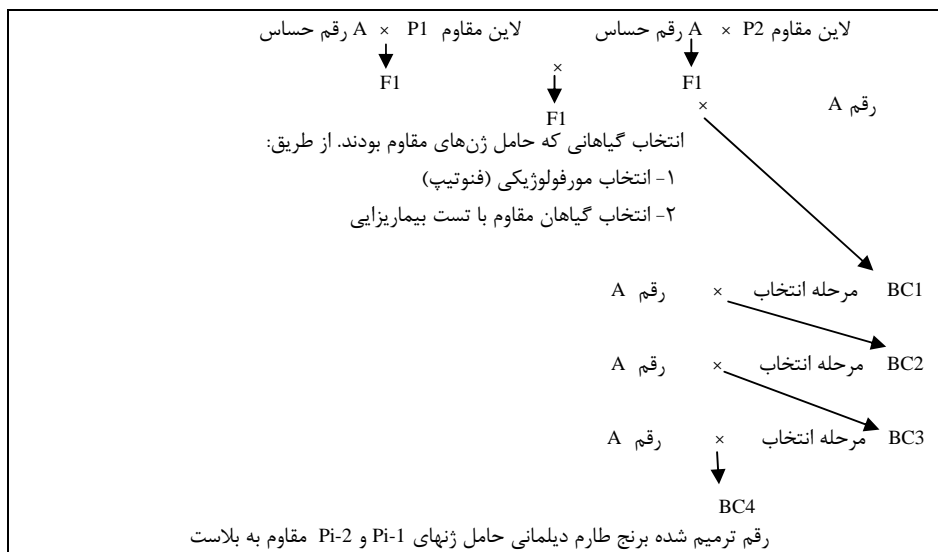 لاین مقاوم P2 × A رقم حساس لاین مقاوم P1 × A رقم حساس
F1 × F1
رقم A × F1
انتخاب گیاهانی که حامل ژن‌های مقاوم بودند. از طریق:
۱- انتخاب مورفولوژیکی (فنوتیپ)
۲- انتخاب گیاهان مقاوم با تست بیماریزایی
BC1 مرحله انتخاب × رقم A
BC2 مرحله انتخاب × رقم A
BC3 مرحله انتخاب × رقم A
BC4
رقم ترمیم شده برنج طارم دیلمانی حامل ژنهای Pi-1 و Pi-2 مقاوم به بلاست